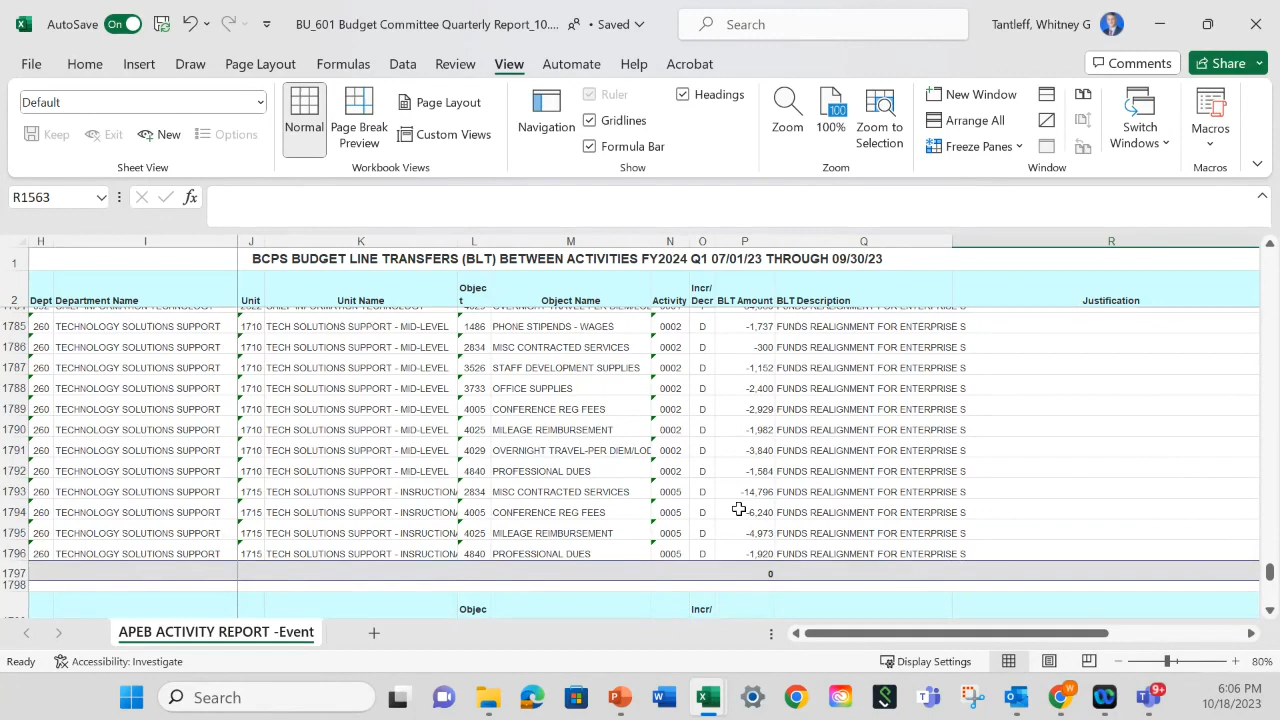 AutoSave On BU_601 Budget Committee Quarterly Report_10.... • Saved Search Tantleff, Whitney G
File Home Insert Draw Page Layout Formulas Data Review View Automate Help Acrobat Comments Share
Default
Keep Exit New Options
Sheet View
Normal Page Break Preview Page Layout Custom Views
Workbook Views
Navigation Ruler Gridlines Formula Bar Headings
Show
Zoom 100% Zoom to Selection
Zoom
New Window Arrange All Freeze Panes Switch Windows
Window
Macros
Macros
R1563 fx
H I J K L M N O P Q R
1 BCPS BUDGET LINE TRANSFERS (BLT) BETWEEN ACTIVITIES FY2024 Q1 07/01/23 THROUGH 09/30/23
Objec Incr/
2 Dept Department Name Unit Unit Name t Object Name Activity Decr BLT Amount BLT Description Justification
1785 260 TECHNOLOGY SOLUTIONS SUPPORT 1710 TECH SOLUTIONS SUPPORT - MID-LEVEL 1486 PHONE STIPENDS - WAGES 0002 D -1,737 FUNDS REALIGNMENT FOR ENTERPRISE S
1786 260 TECHNOLOGY SOLUTIONS SUPPORT 1710 TECH SOLUTIONS SUPPORT - MID-LEVEL 2834 MISC CONTRACTED SERVICES 0002 D -300 FUNDS REALIGNMENT FOR ENTERPRISE S
1787 260 TECHNOLOGY SOLUTIONS SUPPORT 1710 TECH SOLUTIONS SUPPORT - MID-LEVEL 3526 STAFF DEVELOPMENT SUPPLIES 0002 D -1,152 FUNDS REALIGNMENT FOR ENTERPRISE S
1788 260 TECHNOLOGY SOLUTIONS SUPPORT 1710 TECH SOLUTIONS SUPPORT - MID-LEVEL 3733 OFFICE SUPPLIES 0002 D -2,400 FUNDS REALIGNMENT FOR ENTERPRISE S
1789 260 TECHNOLOGY SOLUTIONS SUPPORT 1710 TECH SOLUTIONS SUPPORT - MID-LEVEL 4005 CONFERENCE REG FEES 0002 D -2,929 FUNDS REALIGNMENT FOR ENTERPRISE S
1790 260 TECHNOLOGY SOLUTIONS SUPPORT 1710 TECH SOLUTIONS SUPPORT - MID-LEVEL 4025 MILEAGE REIMBURSEMENT 0002 D -1,982 FUNDS REALIGNMENT FOR ENTERPRISE S
1791 260 TECHNOLOGY SOLUTIONS SUPPORT 1710 TECH SOLUTIONS SUPPORT - MID-LEVEL 4029 OVERNIGHT TRAVEL-PER DIEM/LOD 0002 D -3,840 FUNDS REALIGNMENT FOR ENTERPRISE S
1792 260 TECHNOLOGY SOLUTIONS SUPPORT 1710 TECH SOLUTIONS SUPPORT - MID-LEVEL 4840 PROFESSIONAL DUES 0002 D -1,584 FUNDS REALIGNMENT FOR ENTERPRISE S
1793 260 TECHNOLOGY SOLUTIONS SUPPORT 1715 TECH SOLUTIONS SUPPORT - INSRUCTIONA 2834 MISC CONTRACTED SERVICES 0005 D -14,796 FUNDS REALIGNMENT FOR ENTERPRISE S
1794 260 TECHNOLOGY SOLUTIONS SUPPORT 1715 TECH SOLUTIONS SUPPORT - INSRUCTIONA 4005 CONFERENCE REG FEES 0005 D -6,240 FUNDS REALIGNMENT FOR ENTERPRISE S
1795 260 TECHNOLOGY SOLUTIONS SUPPORT 1715 TECH SOLUTIONS SUPPORT - INSRUCTIONA 4025 MILEAGE REIMBURSEMENT 0005 D -4,973 FUNDS REALIGNMENT FOR ENTERPRISE S
1796 260 TECHNOLOGY SOLUTIONS SUPPORT 1715 TECH SOLUTIONS SUPPORT - INSRUCTIONA 4840 PROFESSIONAL DUES 0005 D -1,920 FUNDS REALIGNMENT FOR ENTERPRISE S
1797 0
1798
Objec Incr/
APEB ACTIVITY REPORT -Event
Ready Accessibility: Investigate Display Settings 80%
Search 9+ 6:06 PM
10/18/2023